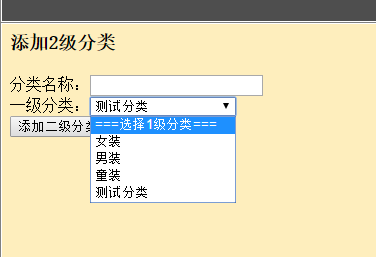 添加2级分类
分类名称：
一级分类： 测试分类
添加二级分类
===选择1级分类===
女装
男装
童装
测试分类